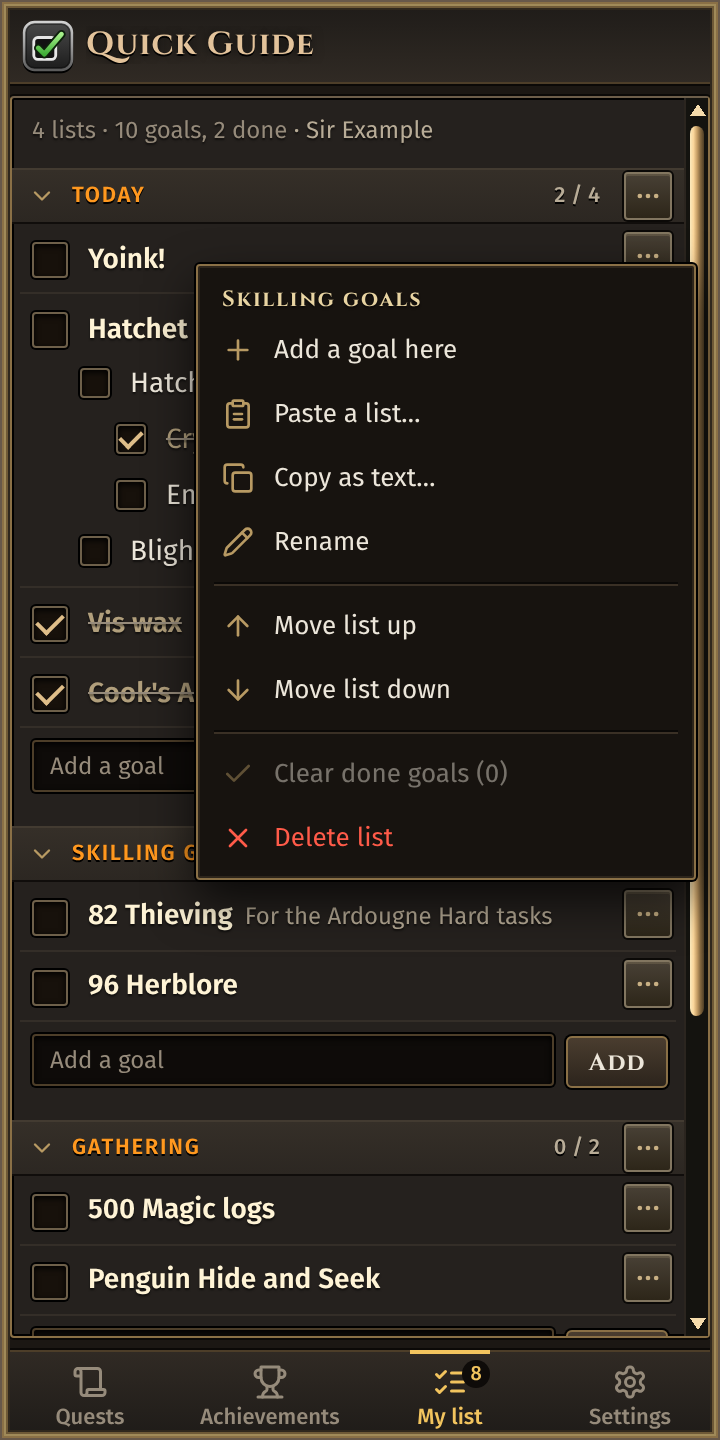 Quick Guide
4 lists · 10 goals, 2 done · Sir Example
TODAY 2 / 4
Yoink!
Hatchet
Skilling goals
Add a goal here
Paste a list...
Copy as text...
Rename
Move list up
Move list down
Clear done goals (0)
Delete list
Vis wax
Cook's
Add a goal
SKILLING
82 Thieving For the Ardougne Hard tasks
96 Herblore
Add a goal
Add
GATHERING 0 / 2
500 Magic logs
Penguin Hide and Seek
Quests
Achievements
My list 8
Settings